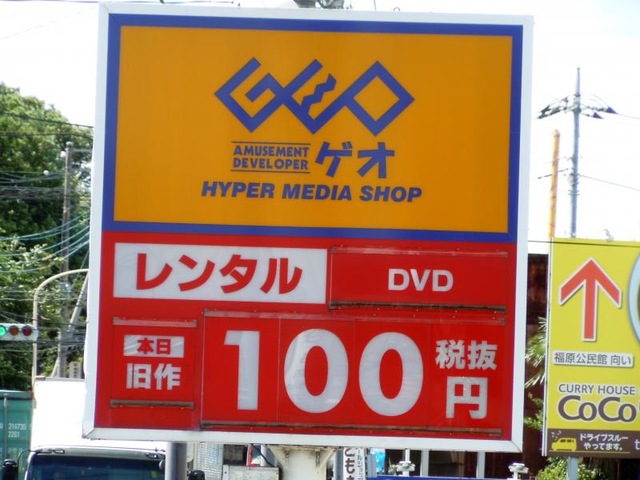 GEO
AMUSEMENT
DEVELOPER
ゲオ
HYPER MEDIA SHOP
レンタル
DVD
本日
旧作
100
税抜
円
福原公民館 向い
CURRY HOUSE
CoCo
ドライブスルー
やってます。